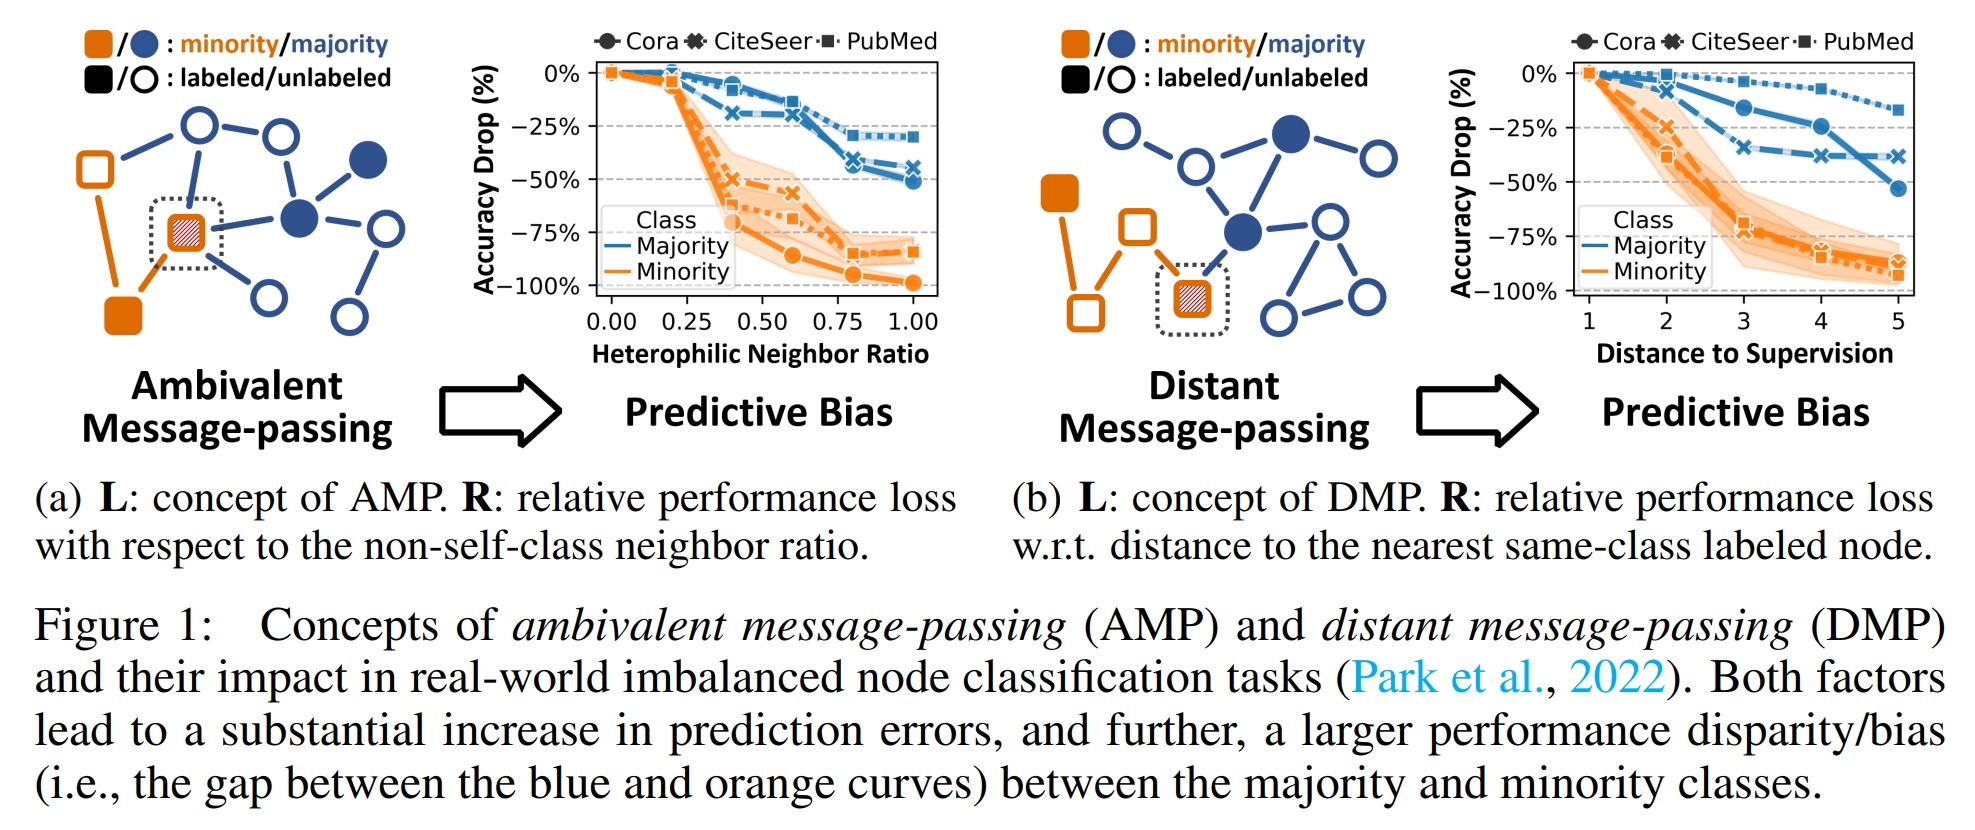 / : minority/majority
/ : labeled/unlabeled
Ambivalent
Message-passing
Cora CiteSeer PubMed
Accuracy Drop (%)
0%
−25%
−50%
−75%
−100%
Class
Majority
Minority
0.00 0.25 0.50 0.75 1.00
Heterophilic Neighbor Ratio
Predictive Bias
/ : minority/majority
/ : labeled/unlabeled
Distant
Message-passing
Cora CiteSeer PubMed
Accuracy Drop (%)
0%
−25%
−50%
−75%
−100%
Class
Majority
Minority
1 2 3 4 5
Distance to Supervision
Predictive Bias
(a) L: concept of AMP. R: relative performance loss
with respect to the non-self-class neighbor ratio.
(b) L: concept of DMP. R: relative performance loss
w.r.t. distance to the nearest same-class labeled node.
Figure 1: Concepts of ambivalent message-passing (AMP) and distant message-passing (DMP)
and their impact in real-world imbalanced node classification tasks (Park et al., 2022). Both factors
lead to a substantial increase in prediction errors, and further, a larger performance disparity/bias
(i.e., the gap between the blue and orange curves) between the majority and minority classes.